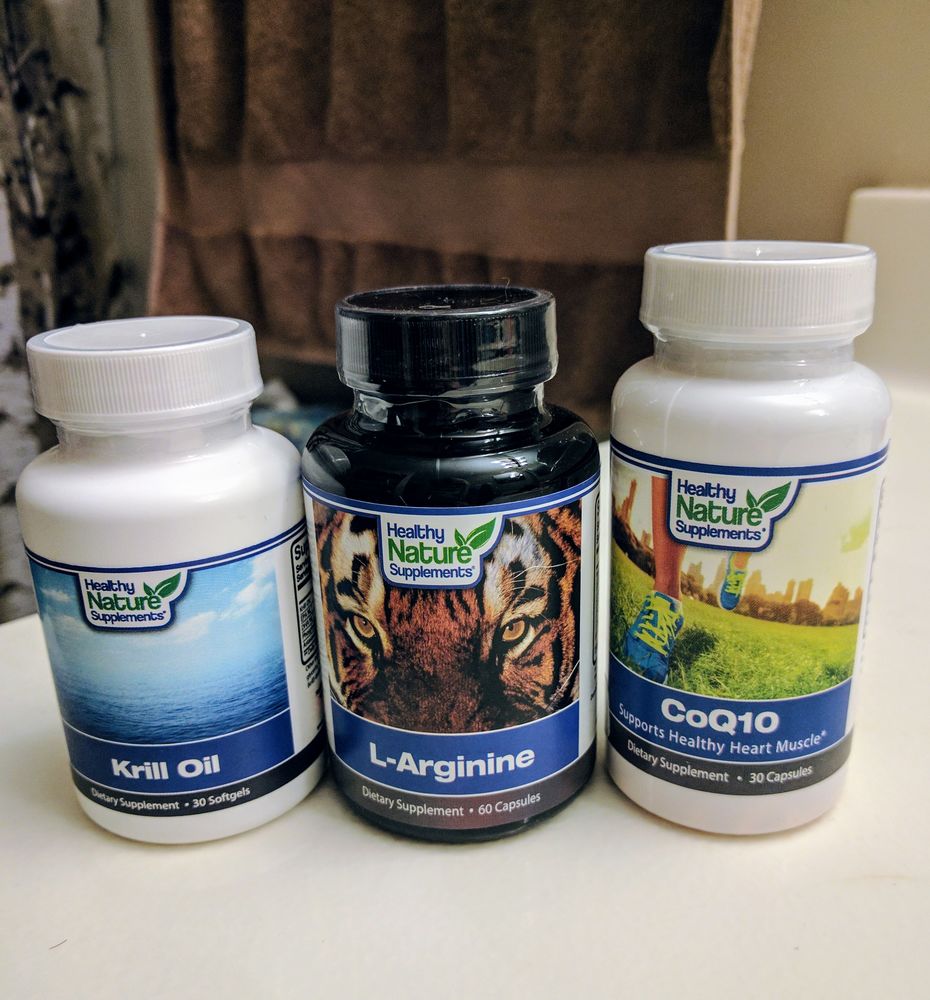 Healthy
Nature
Supplements®
Krill Oil
Dietary Supplement • 30 Softgels
Healthy
Nature
Supplements®
L-Arginine
Dietary Supplement • 60 Capsules
Healthy
Nature
Supplements®
CoQ10
Supports Healthy Heart Muscle*
Dietary Supplement • 30 Capsules